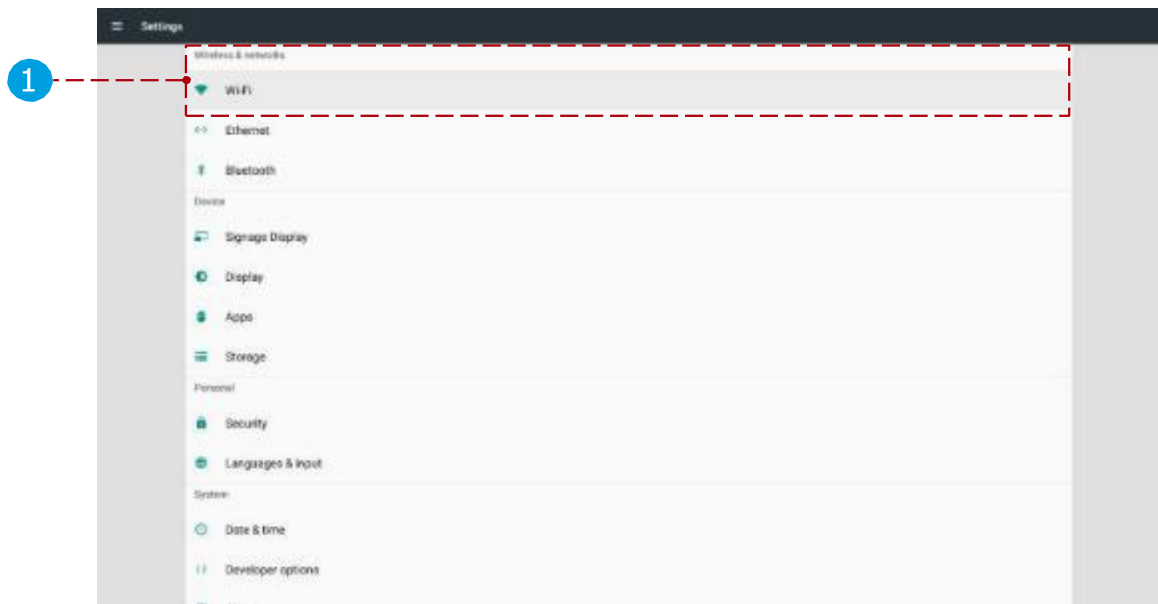 Settings
Wireless & networks
1
Wi-Fi
Ethernet
Bluetooth
Device
Signage Display
Display
Apps
Storage
Personal
Security
Languages & input
System
Date & time
Developer options